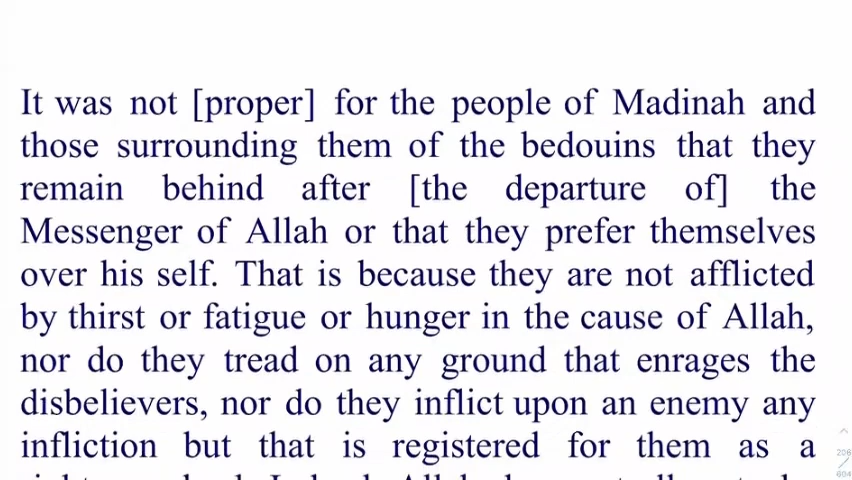 It was not [proper] for the people of Madinah and
those surrounding them of the bedouins that they
remain behind after [the departure of] the
Messenger of Allah or that they prefer themselves
over his self. That is because they are not afflicted
by thirst or fatigue or hunger in the cause of Allah,
nor do they tread on any ground that enrages the
disbelievers, nor do they inflict upon an enemy any
infliction but that is registered for them as a
206
/
604